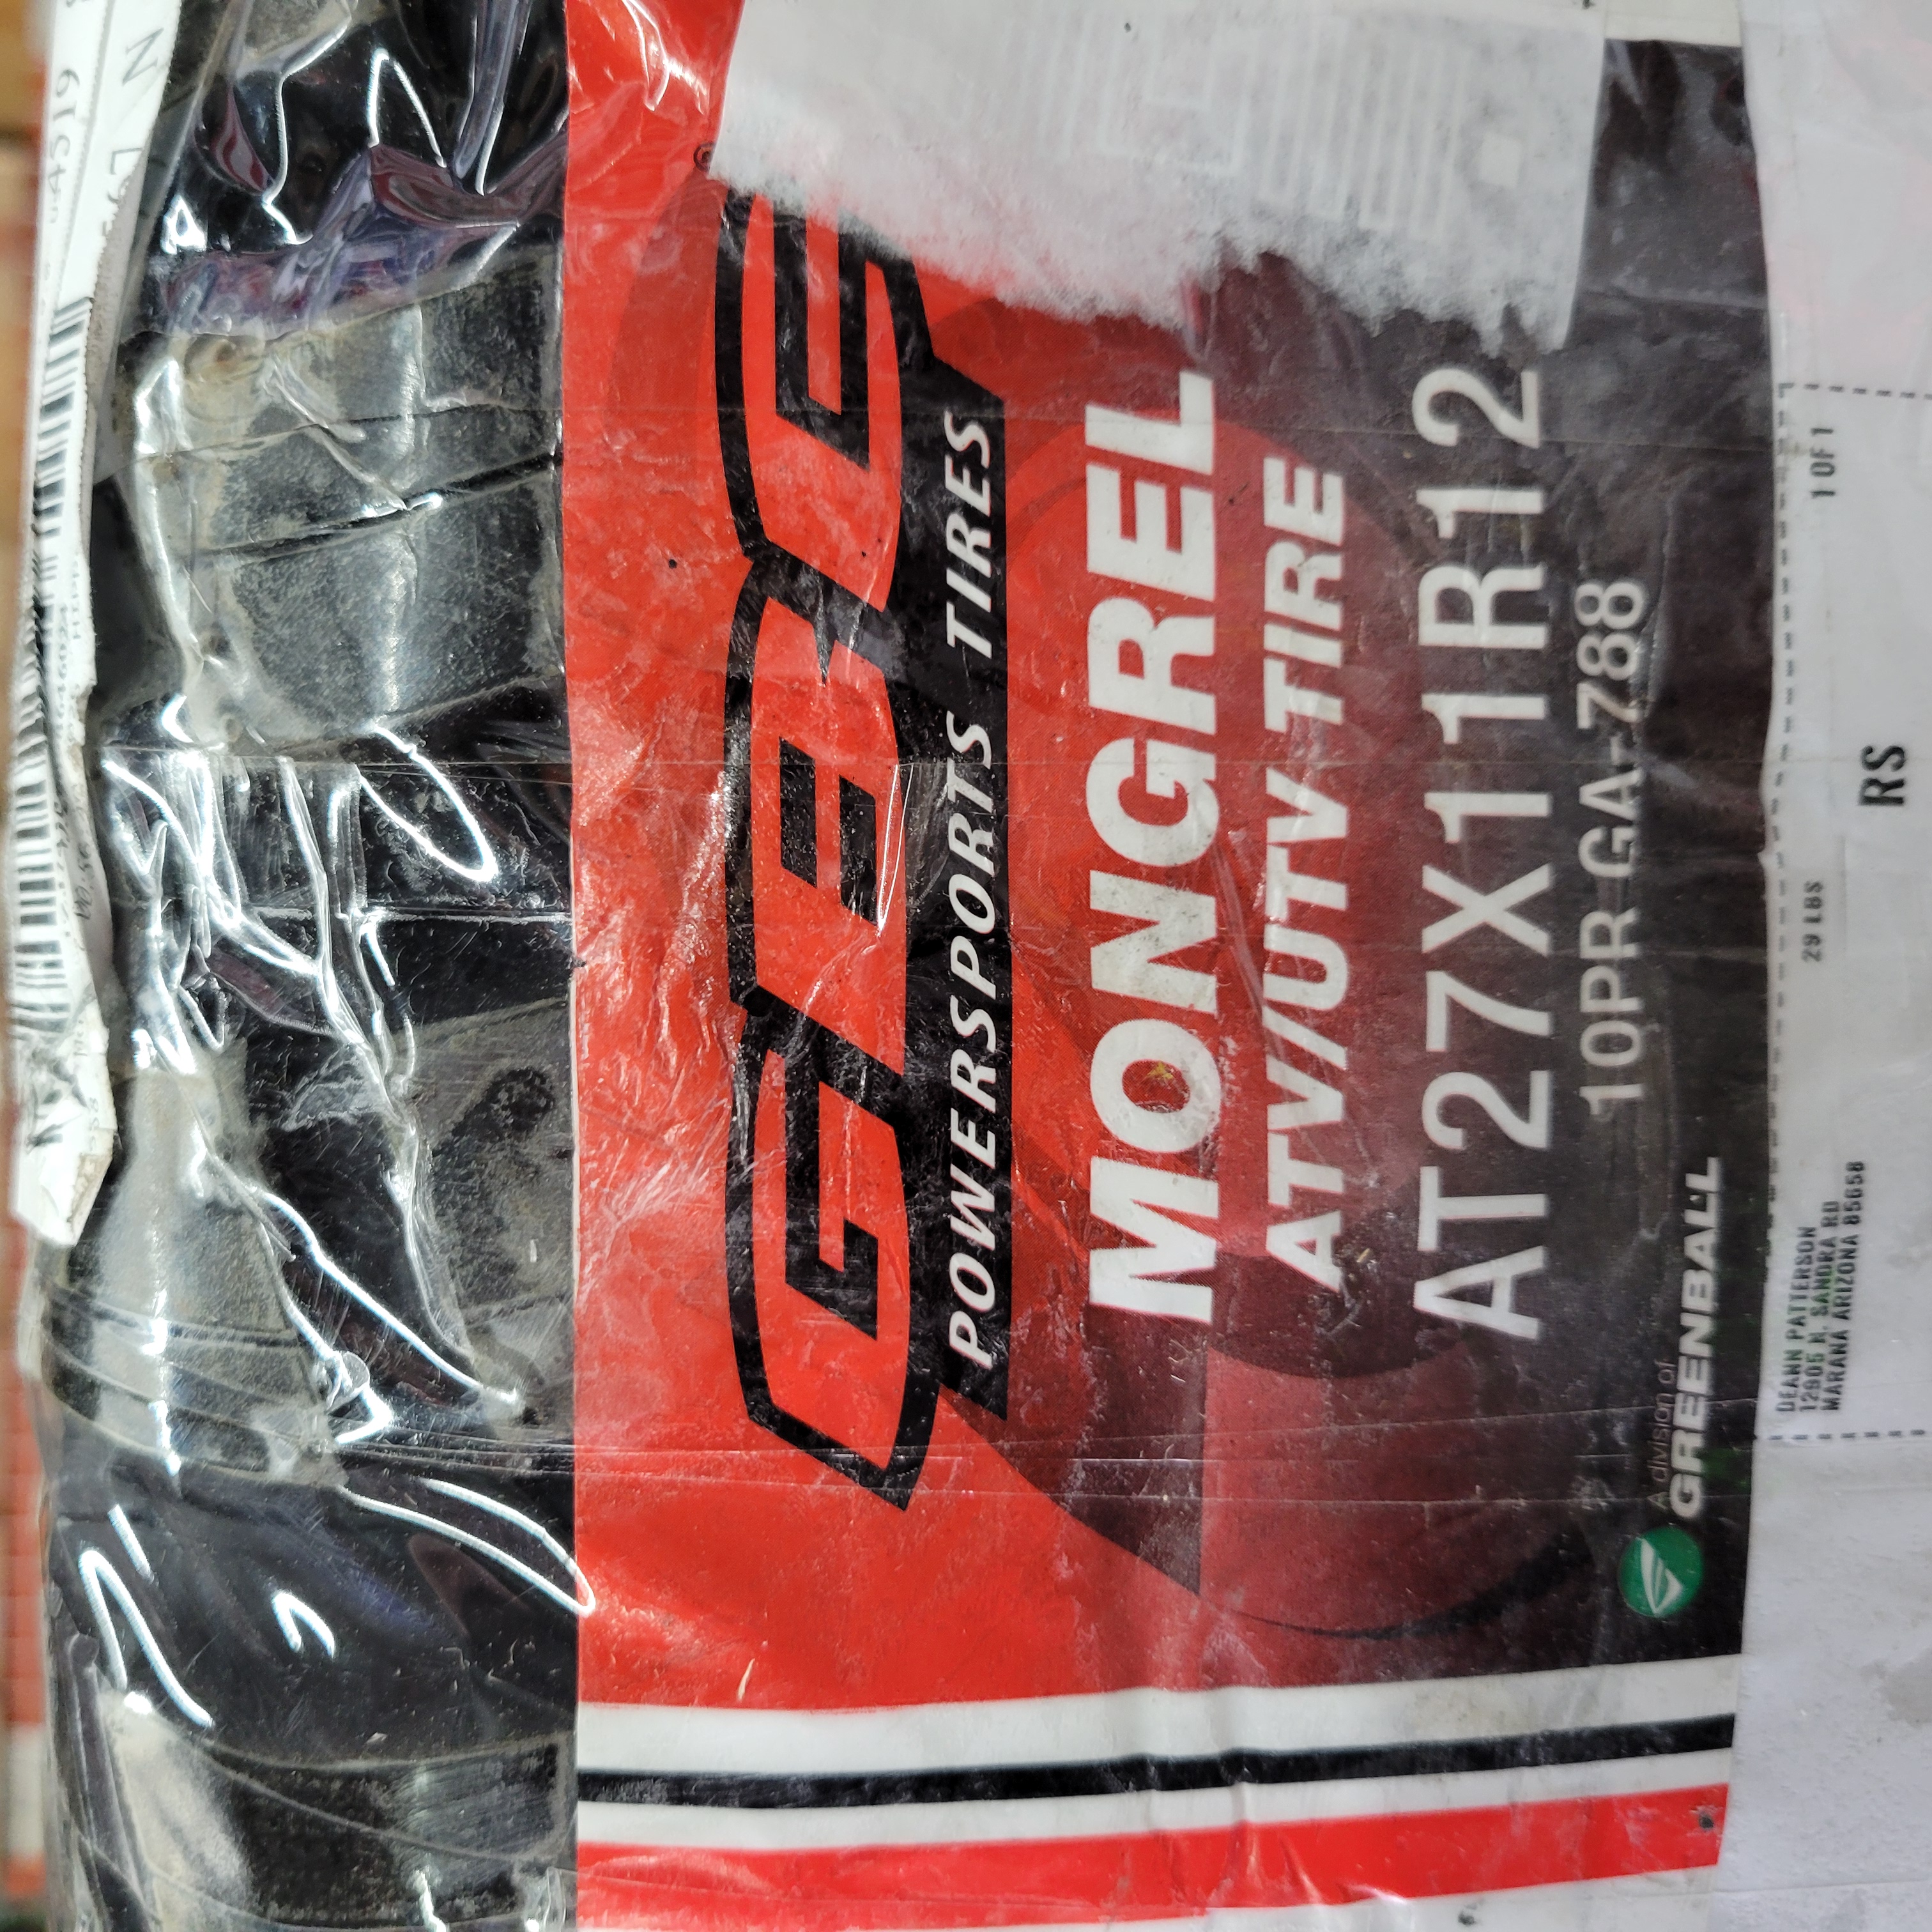 GBC
POWERSPORTS TIRES
MONGREL
ATV/UTV TIRE
AT27X11R12
10PR GA-788
A division of
GREENBALL
DEANN PATTERSON
12905 N. SANDRA RD
MARANA ARIZONA 85658
29 LBS
1 OF 1
RS